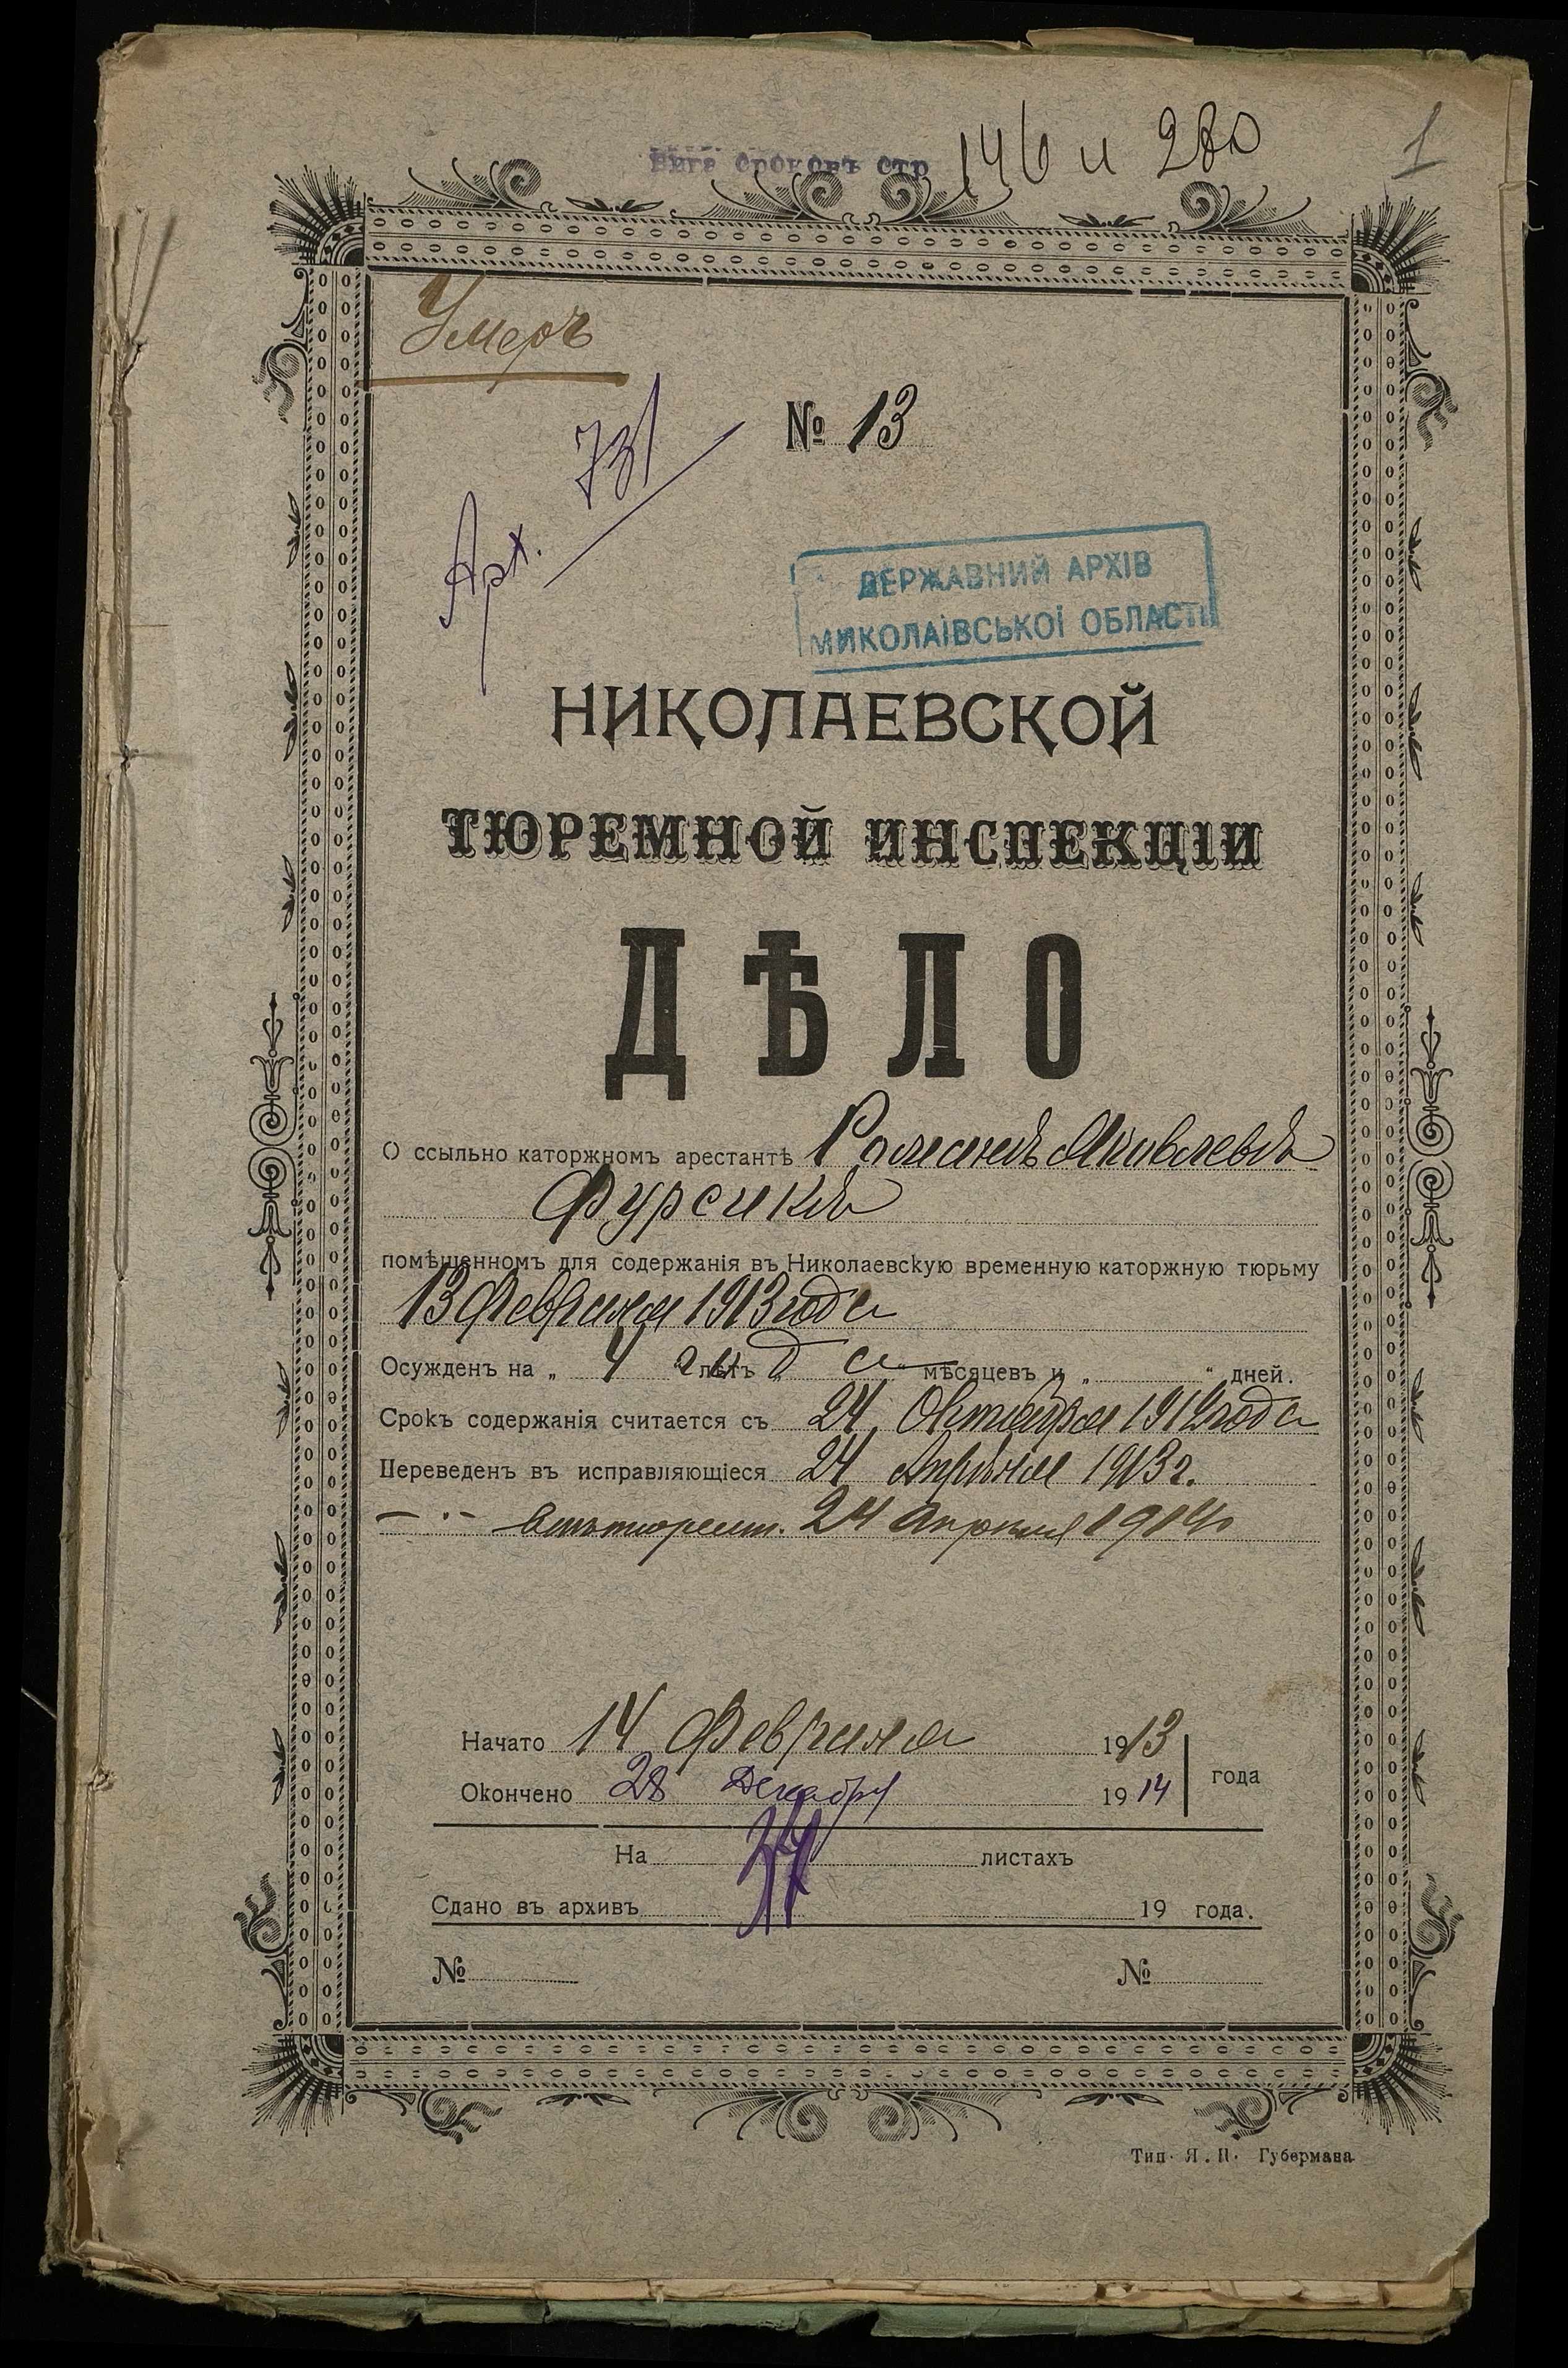 Книга Сроковъ стр 146 и 280
1
Умеръ
№ 13
Арх. 731
ДЕРЖАВНИЙ АРХІВ
МИКОЛАЇВСЬКОЇ ОБЛАСТІ
НИКОЛАЕВСКОЙ
ТЮРЕМНОЙ ИНСПЕКЦІИ
ДѢЛО
О ссыльно каторжномъ арестантѣ Романѣ Яковлевѣ
Фурсикѣ
помѣщенномъ для содержанія въ Николаевскую временную каторжную тюрьму
13 Февраля 1913 года
Осужденъ на „ 4 года лѣтъ мѣсяцевъ и „ “ дней.
Срокъ содержанія считается съ 24 Октября 1912 года
Переведенъ въ исправляющіеся 24 Апрѣля 1913 г.
— „ — внѣтюремн. 24 апреля 1914
Начато 14 Февраля 1913
года
Окончено 28 Декабря 1914
На листахъ
Сдано въ архивъ 19 года.
№ №
Тип. Я. П. Губермана